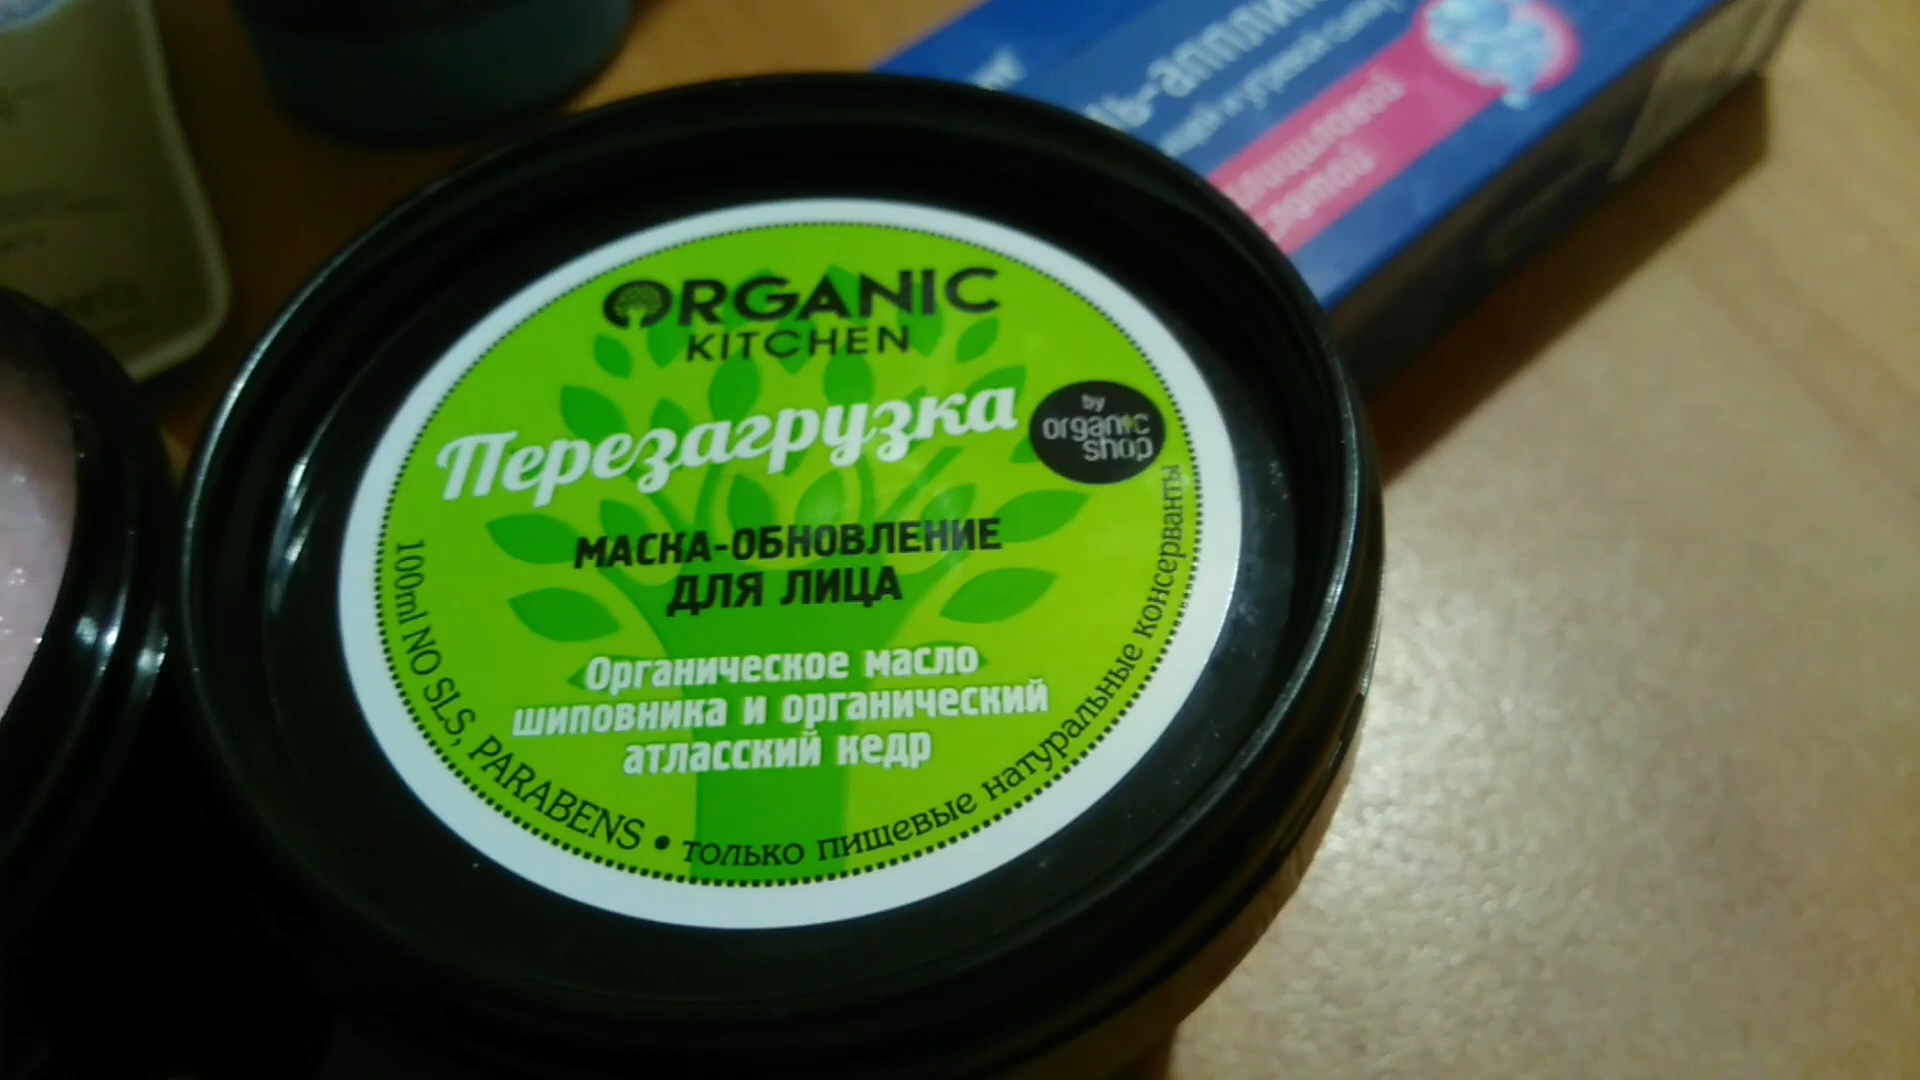 ORGANIC
KITCHEN
Перезагрузка
by
organic
shop
МАСКА-ОБНОВЛЕНИЕ
ДЛЯ ЛИЦА
Органическое масло
шиповника и органический
атласский кедр
100ml NO SLS, PARABENS • только пищевые натуральные консерванты